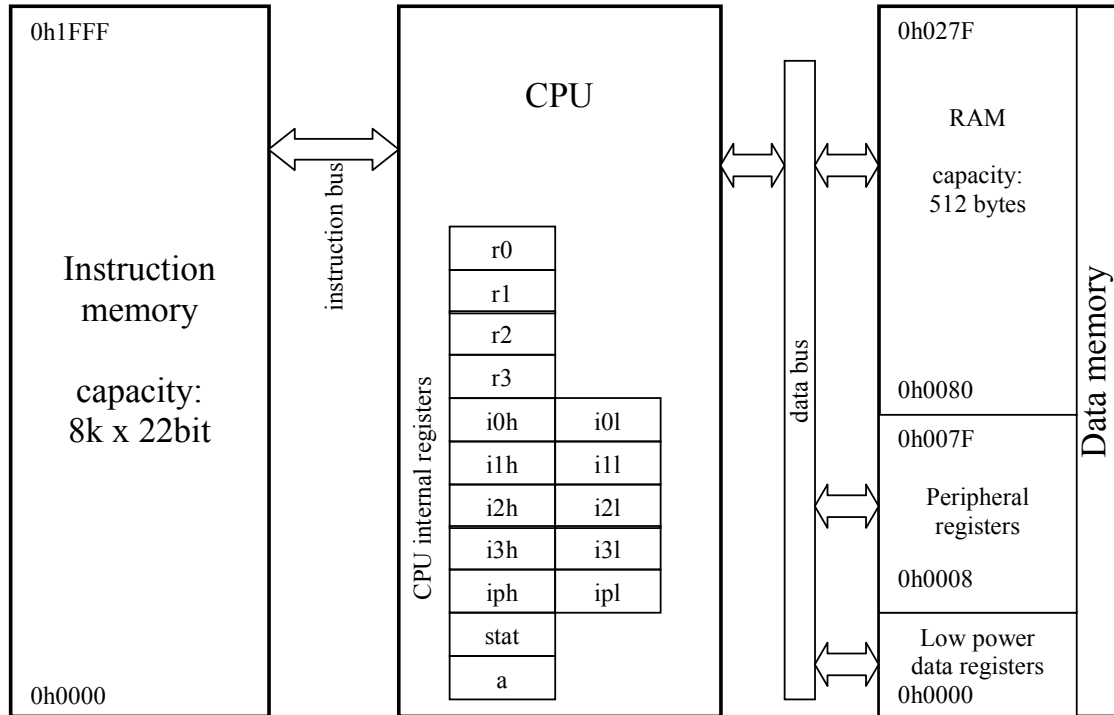 0h1FFF
Instruction
memory
capacity:
8k x 22bit
0h0000
instruction bus
CPU
CPU internal registers
r0
r1
r2
r3
i0h i0l
i1h i1l
i2h i2l
i3h i3l
iph ipl
stat
a
data bus
0h027F
RAM
capacity:
512 bytes
0h0080
0h007F
Peripheral
registers
0h0008
Low power
data registers
0h0000
Data memory